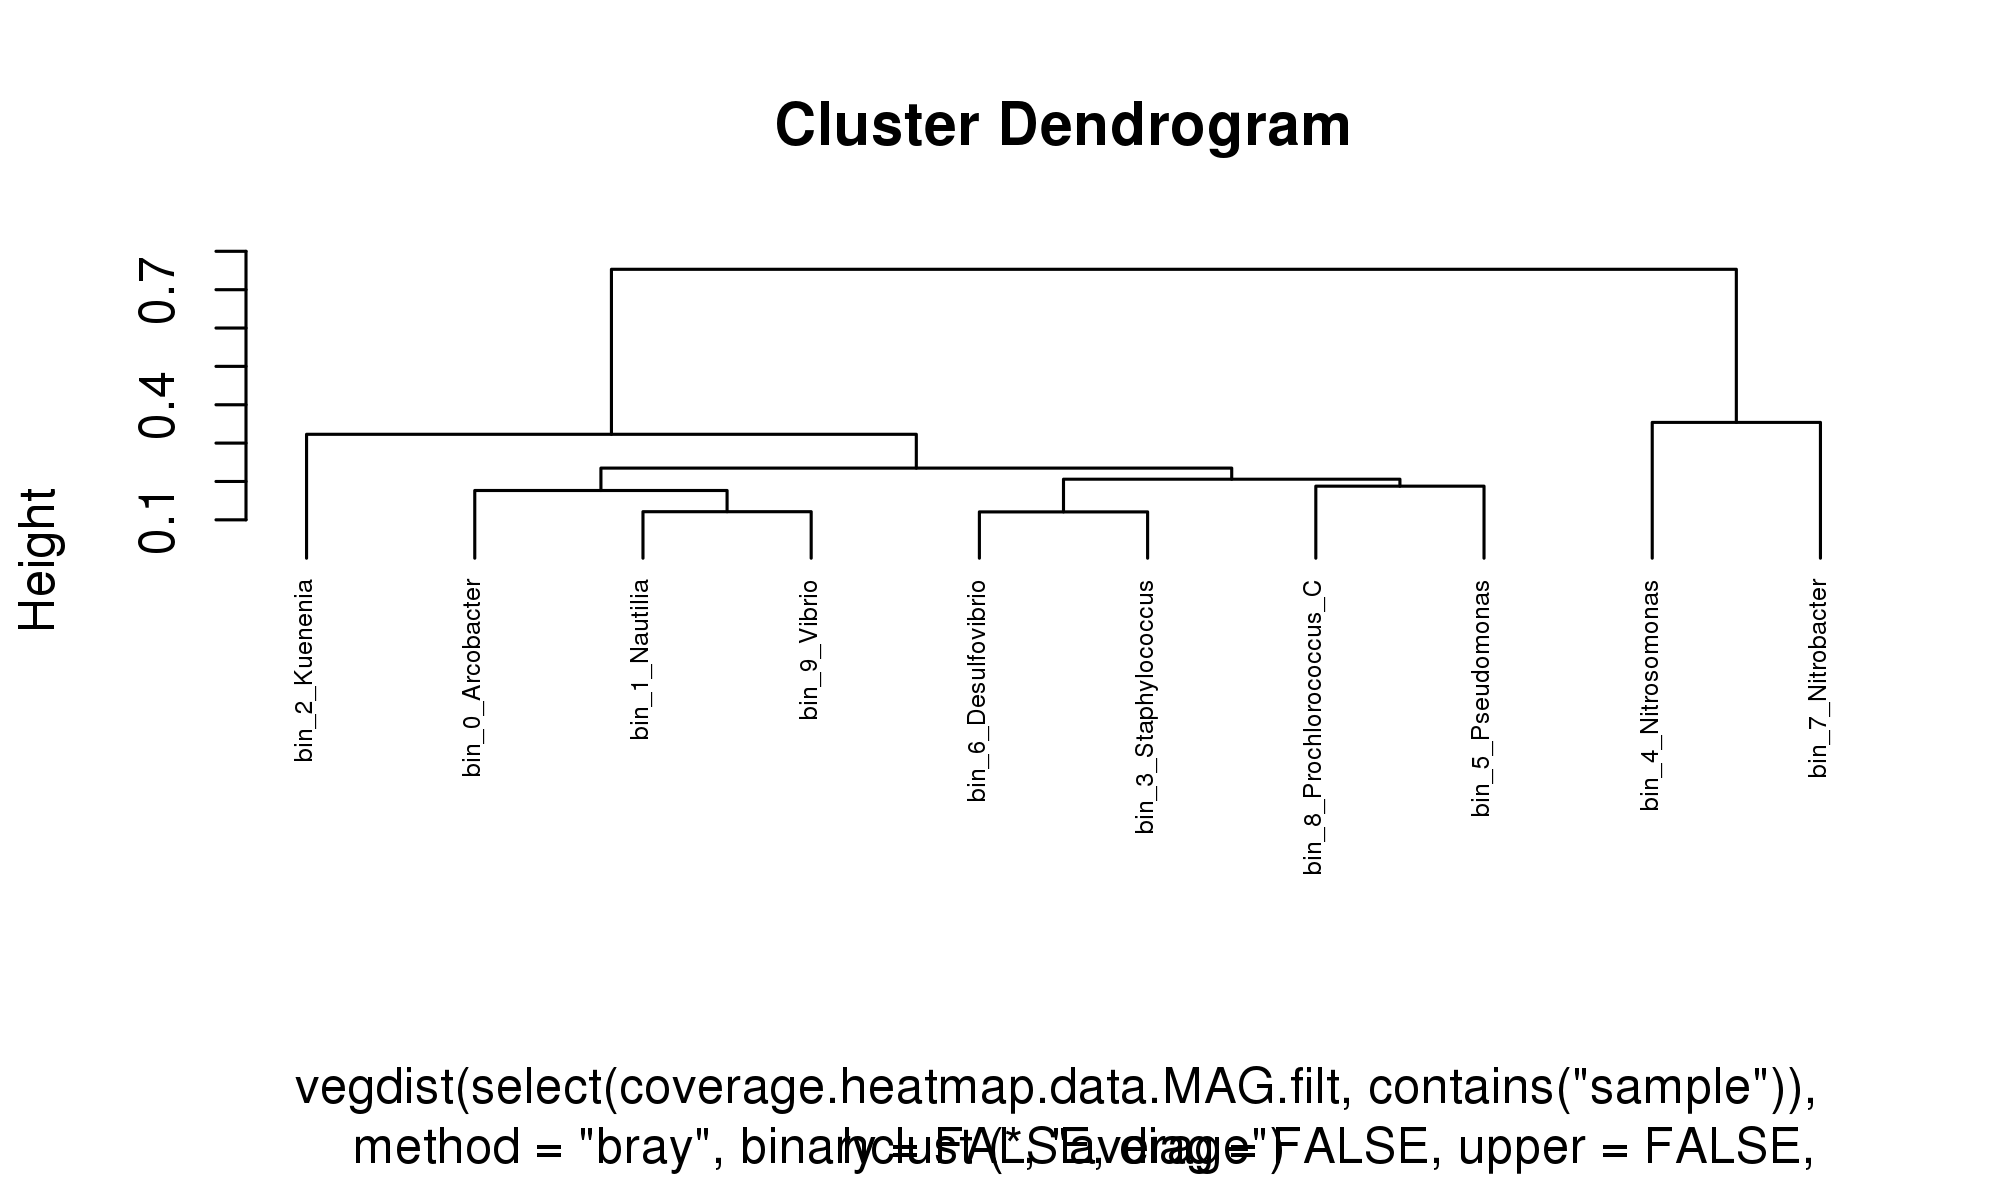 Cluster Dendrogram
Height
0.7
0.4
0.1
bin_2_Kuenenia
bin_0_Arcobacter
bin_1_Nautilia
bin_9_Vibrio
bin_6_Desulfovibrio
bin_3_Staphylococcus
bin_8_Prochlorococcus_C
bin_5_Pseudomonas
bin_4_Nitrosomonas
bin_7_Nitrobacter
vegdist(select(coverage.heatmap.data.MAG.filt, contains("sample")),
method = "bray", binary = FALSE, diag = FALSE, upper = FALSE,
hclust (*, "average")